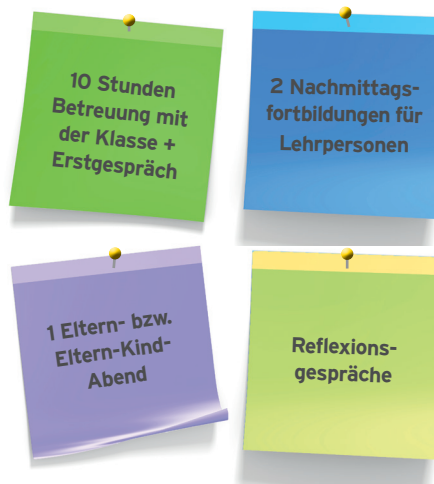 10 Stunden
Betreuung mit
der Klasse +
Erstgespräch
2 Nachmittags-
fortbildungen für
Lehrpersonen
1 Eltern- bzw.
Eltern-Kind-
Abend
Reflexions-
gespräche